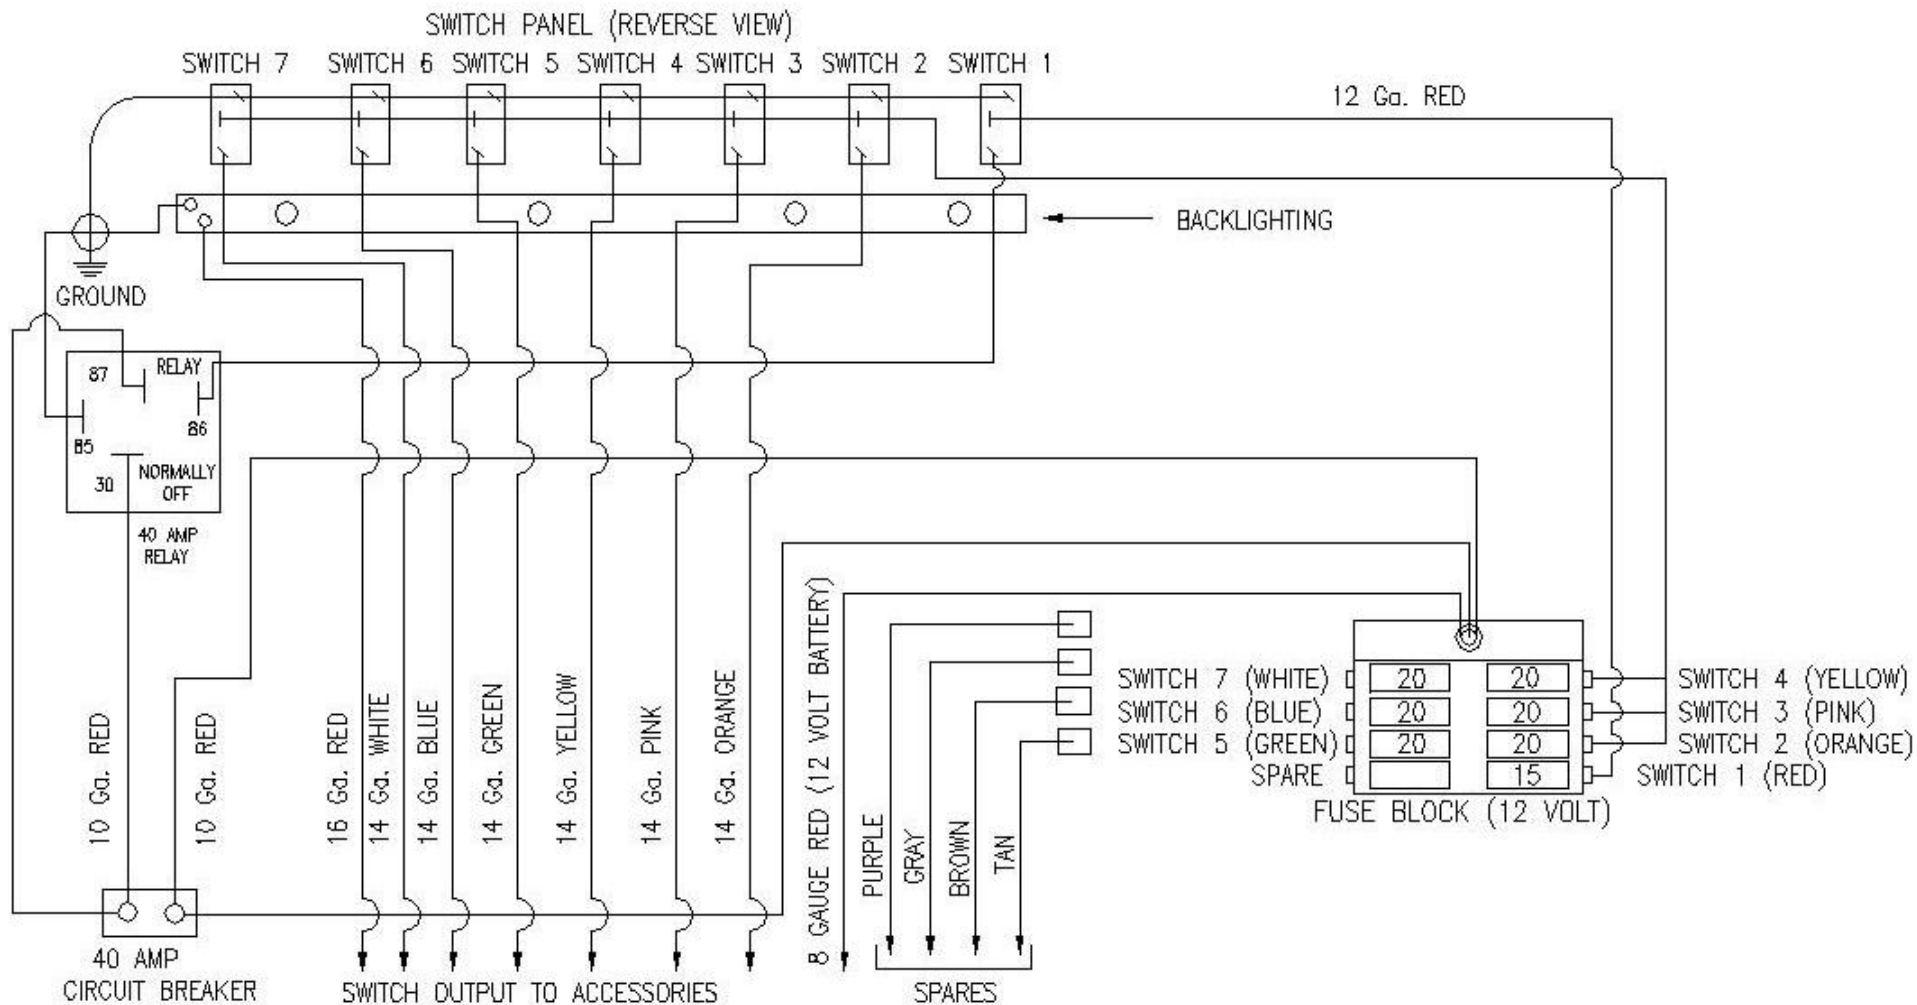 SWITCH PANEL (REVERSE VIEW)
SWITCH 7
SWITCH 6
SWITCH 5
SWITCH 4
SWITCH 3
SWITCH 2
SWITCH 1
12 Ga. RED
BACKLIGHTING
GROUND
87
RELAY
86
85
30
NORMALLY
OFF
40 AMP
RELAY
10 Ga. RED
10 Ga. RED
16 Ga. RED
14 Ga. WHITE
14 Ga. BLUE
14 Ga. GREEN
14 Ga. YELLOW
14 Ga. PINK
14 Ga. ORANGE
8 GAUGE RED (12 VOLT BATTERY)
PURPLE
GRAY
BROWN
TAN
SWITCH 7 (WHITE)
20
20
SWITCH 4 (YELLOW)
SWITCH 6 (BLUE)
20
20
SWITCH 3 (PINK)
SWITCH 5 (GREEN)
20
20
SWITCH 2 (ORANGE)
SPARE
15
SWITCH 1 (RED)
FUSE BLOCK (12 VOLT)
40 AMP
CIRCUIT BREAKER
SWITCH OUTPUT TO ACCESSORIES
SPARES